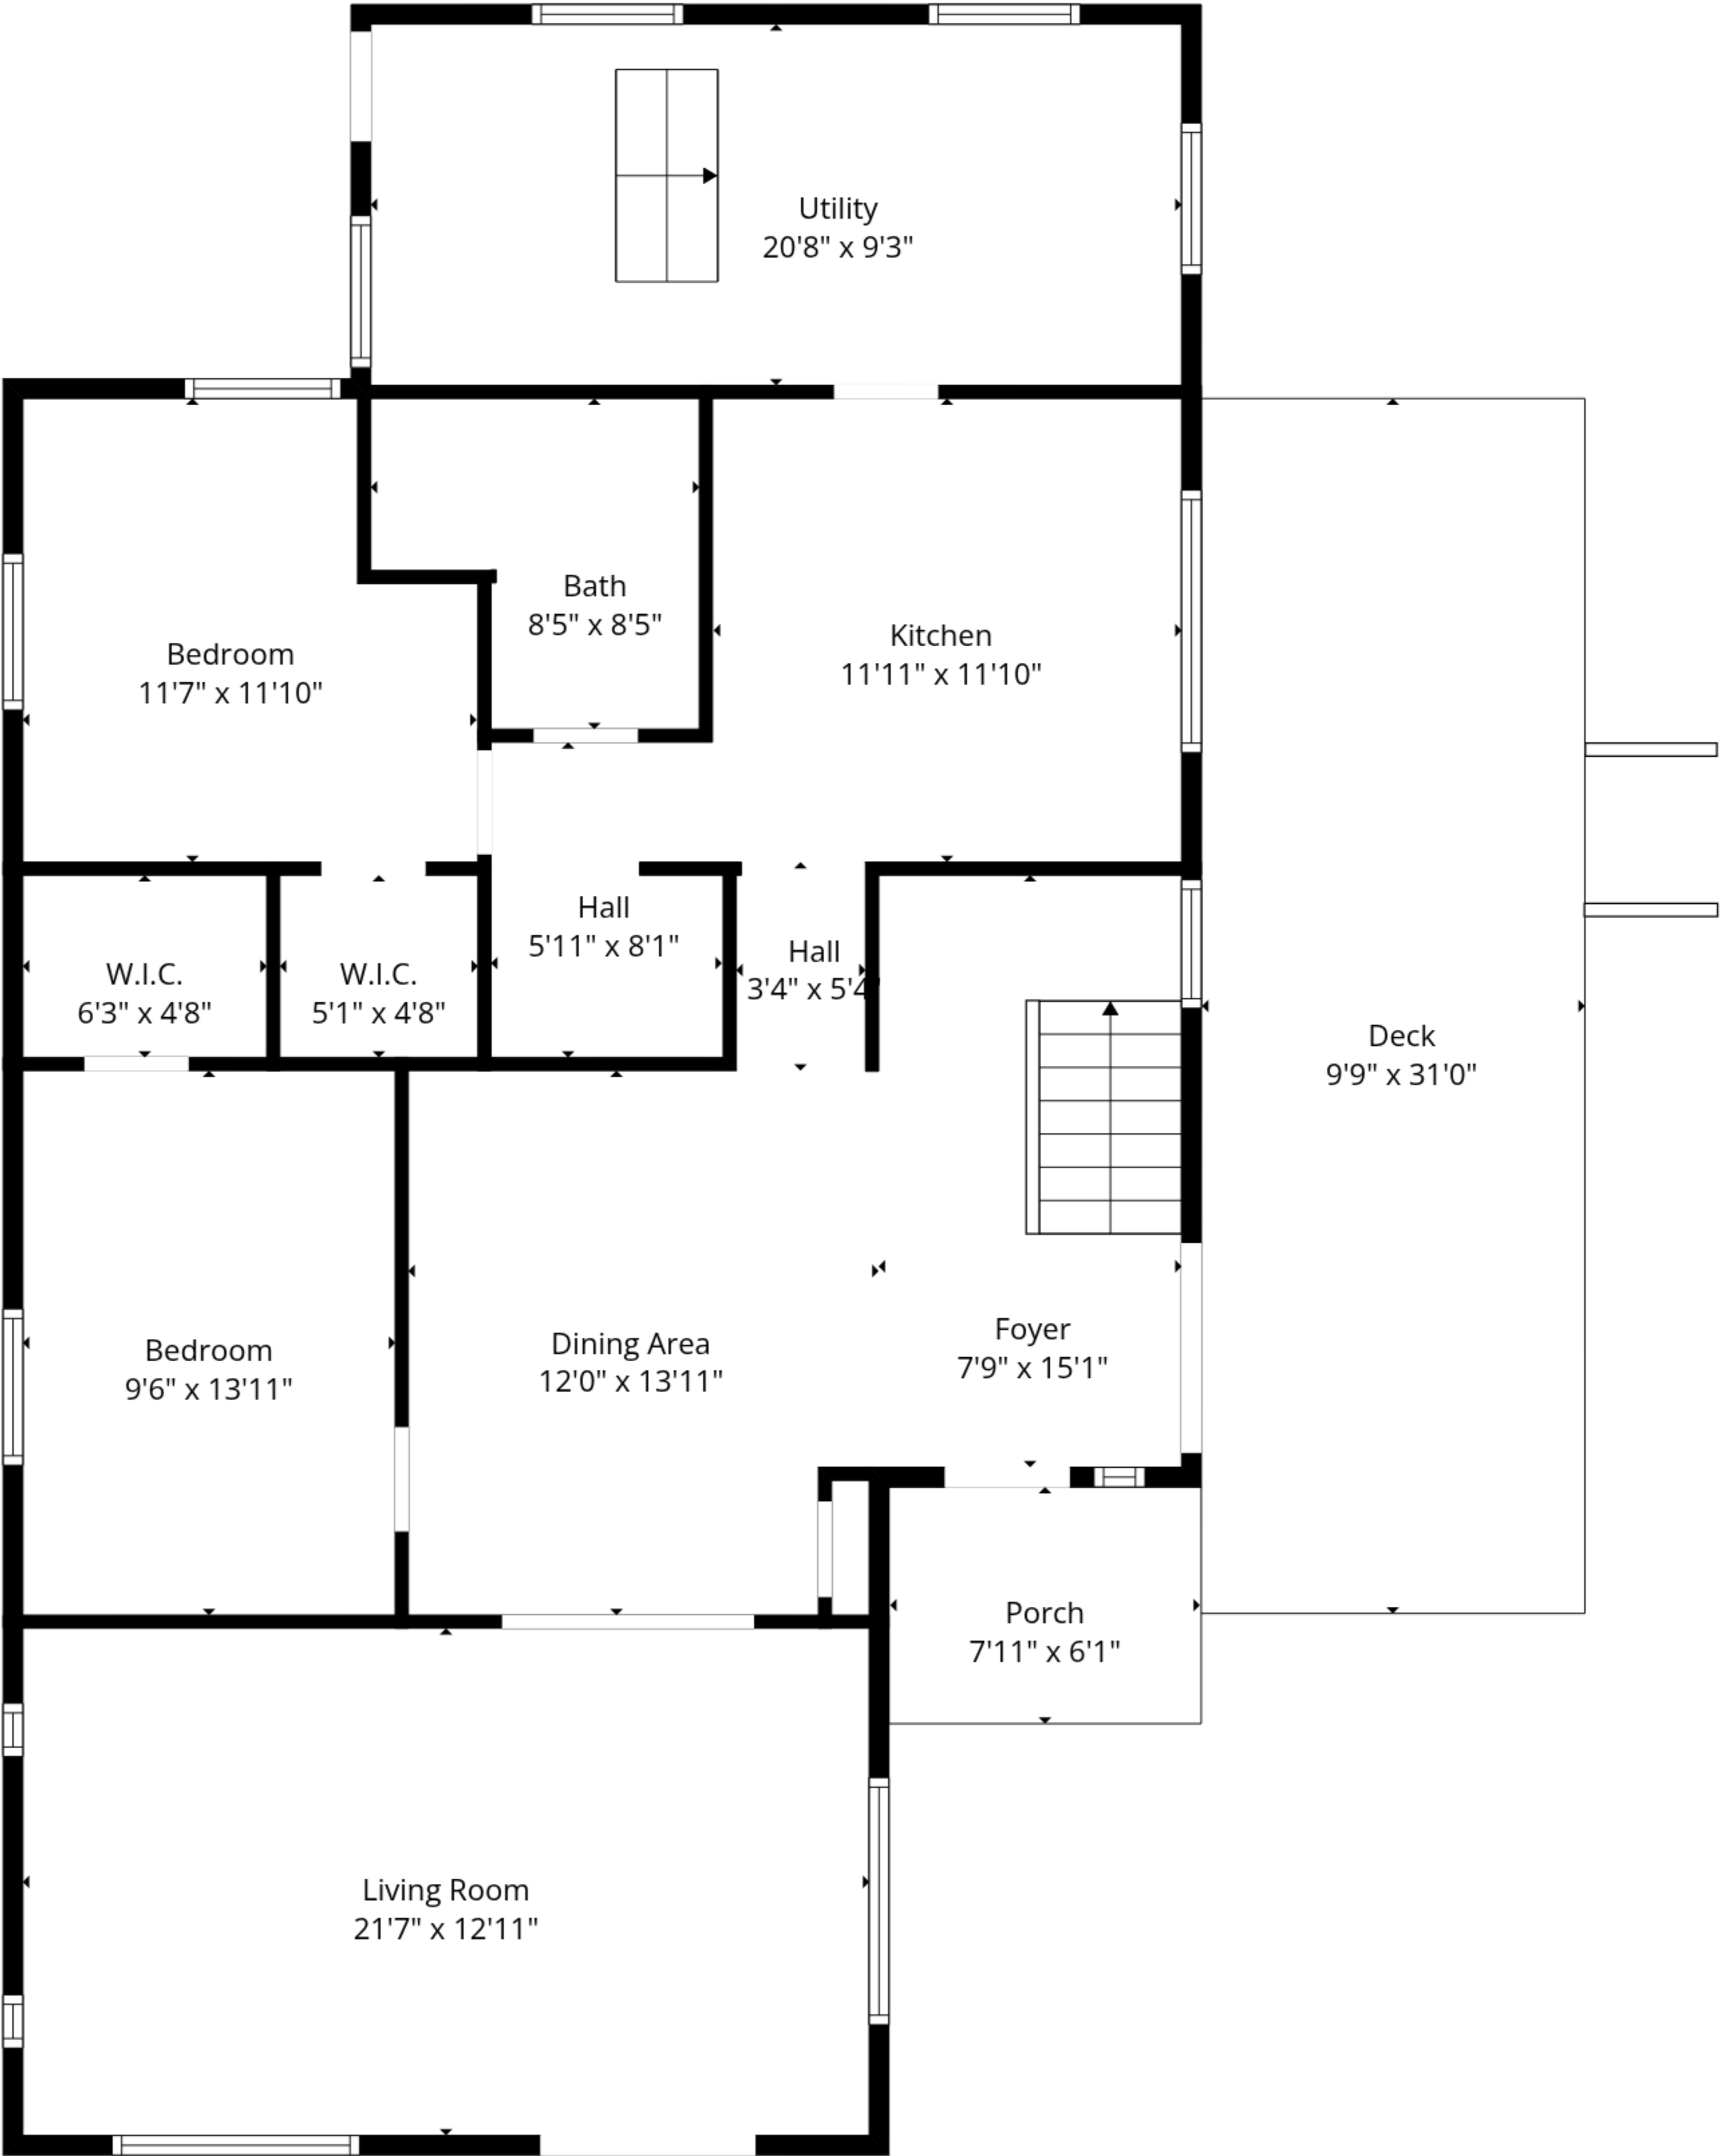 Utility
20'8" x 9'3"
Bath
8'5" x 8'5"
Kitchen
11'11" x 11'10"
Bedroom
11'7" x 11'10"
Hall
5'11" x 8'1"
Hall
3'4" x 5'4"
W.I.C.
6'3" x 4'8"
W.I.C.
5'1" x 4'8"
Deck
9'9" x 31'0"
Foyer
7'9" x 15'1"
Dining Area
12'0" x 13'11"
Bedroom
9'6" x 13'11"
Porch
7'11" x 6'1"
Living Room
21'7" x 12'11"